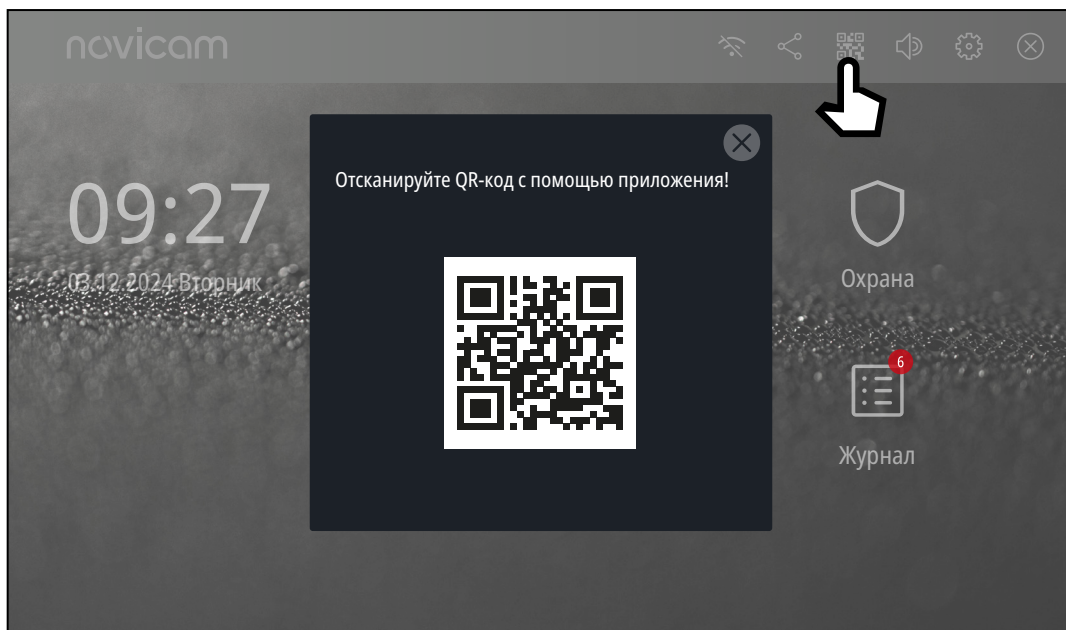 novicam
Отсканируйте QR-код с помощью приложения!
09:27
03.12.2024 Вторник
Охрана
6
Журнал